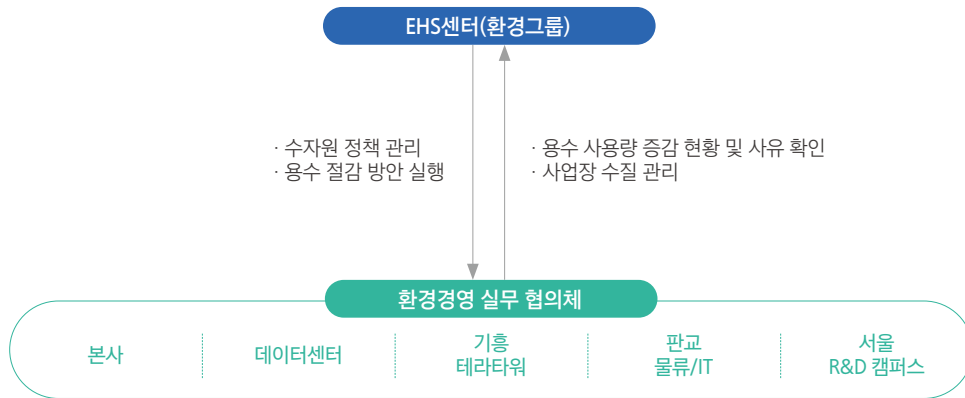 EHS센터(환경그룹)
· 수자원 정책 관리
· 용수 절감 방안 실행
· 용수 사용량 증감 현황 및 사유 확인
· 사업장 수질 관리
환경경영 실무 협의체
본사
데이터센터
기흥
테라타워
판교
물류/IT
서울
R&D 캠퍼스